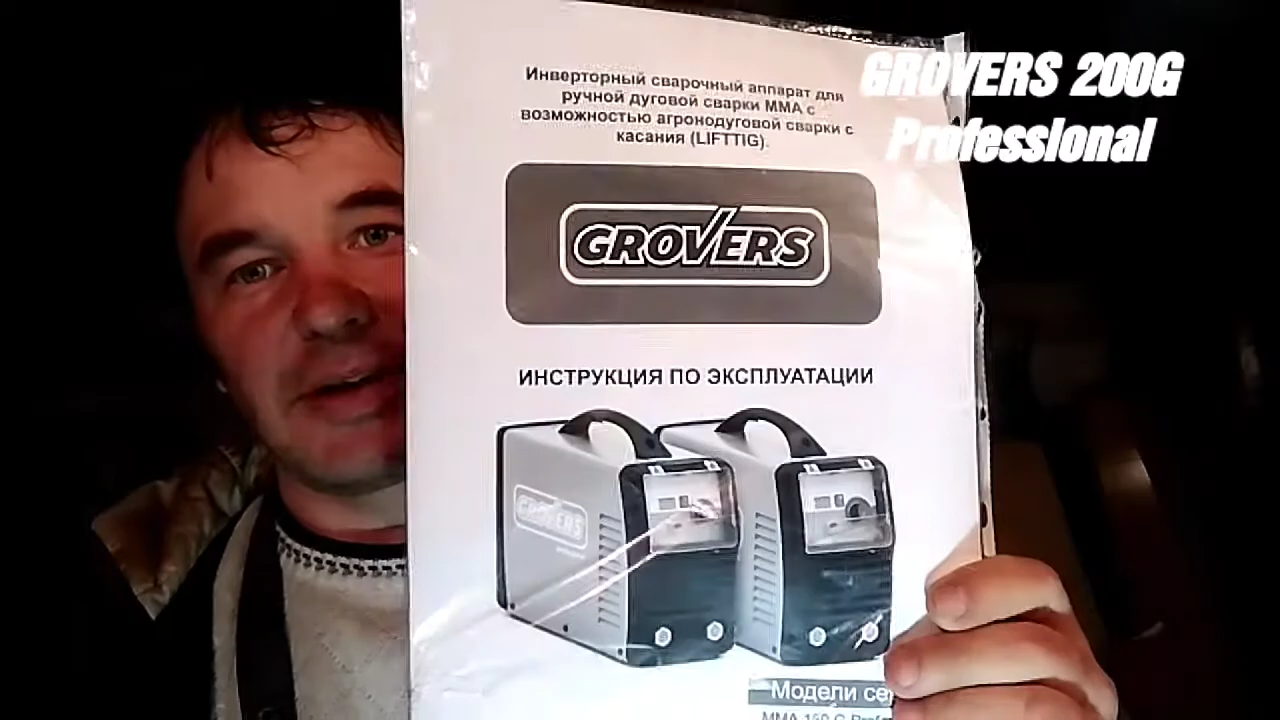 Инверторный сварочный аппарат для
ручной дуговой сварки ММА с
возможностью агронодуговой сварки с
касания (LIFTTIG).
GROVERS 200G
Professional
GROVERS
ИНСТРУКЦИЯ ПО ЭКСПЛУАТАЦИИ
GROVERS
Модели